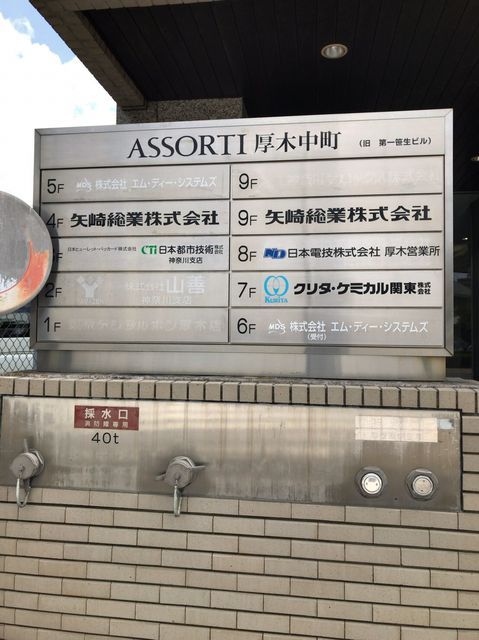 ASSORTI 厚木中町 (旧 第一笹生ビル)
5F MD'S 株式会社 エム・ディー・システムズ
4F 矢崎総業株式会社
F 日本ヒューレット・パッカード株式会社 CTI 日本都市技術株式会社
神奈川支店
2F 株式会社 山善
神奈川支店
1F
9F
9F 矢崎総業株式会社
8F ND 日本電技株式会社 厚木営業所
7F KURITA クリタ・ケミカル関東株式会社
6F MD'S 株式会社 エム・ディー・システムズ
(受付)
採水口
消防隊専用
40t